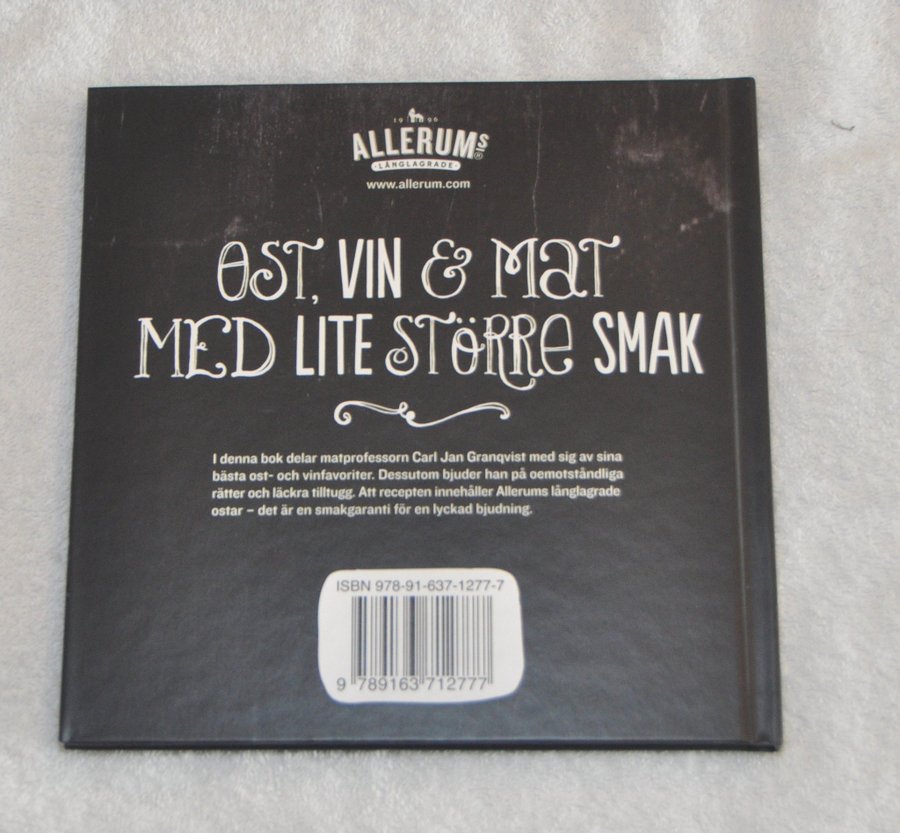 1996
ALLERUMS®
LÅNGLAGRADE
www.allerum.com
OST, VIN & MAT
MED LITE STÖRRE SMAK
I denna bok delar matprofessorn Carl Jan Granqvist med sig av sina
bästa ost- och vinfavoriter. Dessutom bjuder han på oemotståndliga
rätter och läckra tilltugg. Att recepten innehåller Allerums långlagrade
ostar – det är en smakgaranti för en lyckad bjudning.
ISBN 978-91-637-1277-7
9 789163 712777